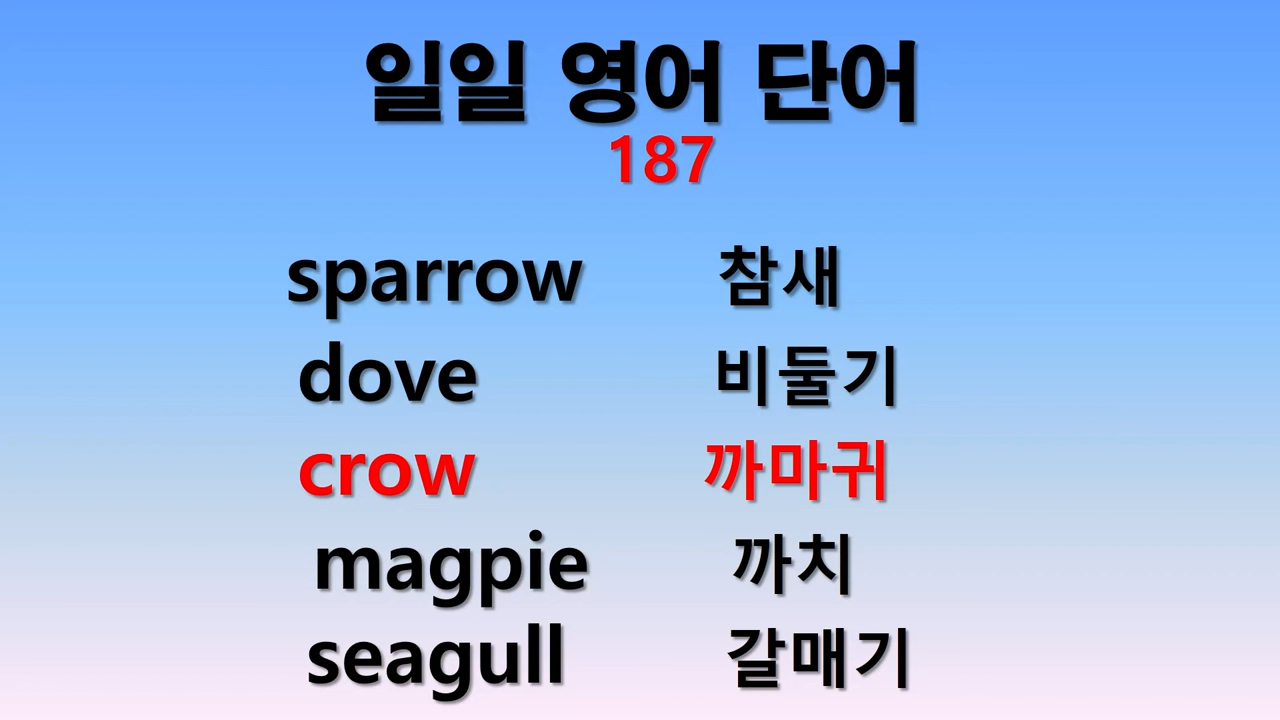 일일 영어 단어
187
sparrow 참새
dove 비둘기
crow 까마귀
magpie 까치
seagull 갈매기